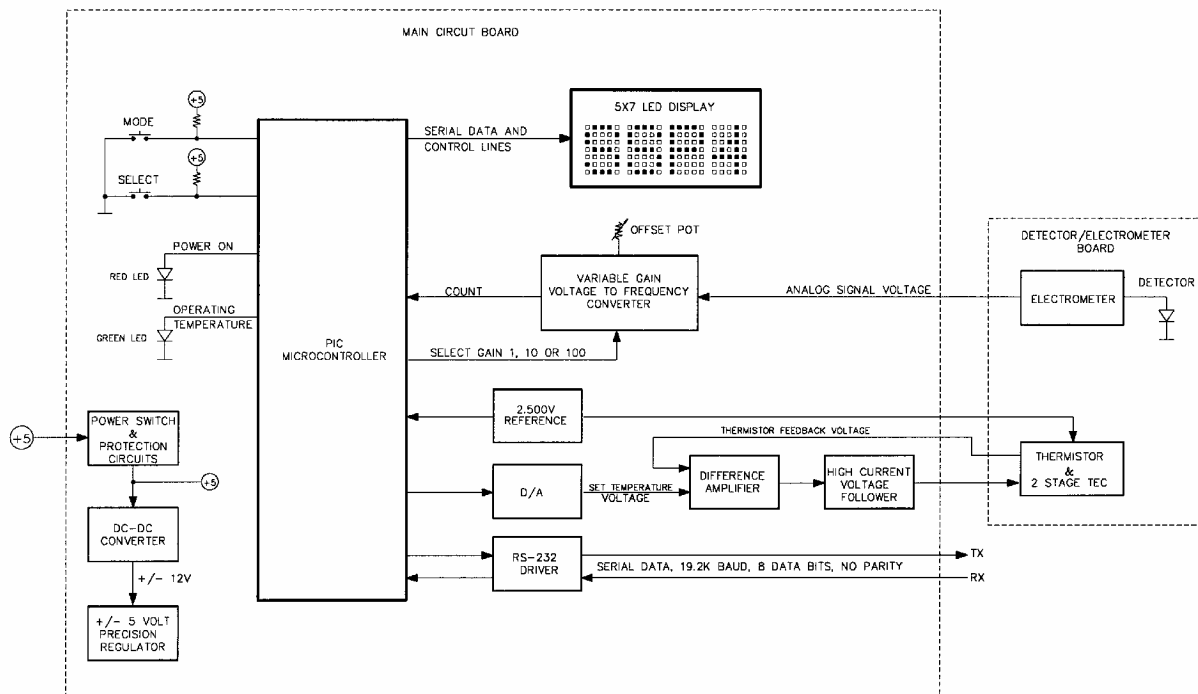 MAIN CIRCUT BOARD
+5
MODE
+5
SELECT
POWER ON
RED LED
OPERATING
TEMPERATURE
GREEN LED
PIC
MICROCONTROLLER
SERIAL DATA AND
CONTROL LINES
5X7 LED DISPLAY
OFFSET POT
VARIABLE GAIN
VOLTAGE TO FREQUENCY
CONVERTER
COUNT
SELECT GAIN 1, 10 OR 100
ANALOG SIGNAL VOLTAGE
DETECTOR/ELECTROMETER
BOARD
ELECTROMETER
DETECTOR
2.500V
REFERENCE
THERMISTOR FEEDBACK VOLTAGE
D/A
SET TEMPERATURE
VOLTAGE
DIFFERENCE
AMPLIFIER
HIGH CURRENT
VOLTAGE
FOLLOWER
THERMISTOR
&
2 STAGE TEC
RS-232
DRIVER
TX
SERIAL DATA, 19.2K BAUD, 8 DATA BITS, NO PARITY
RX
+5
POWER SWITCH
&
PROTECTION
CIRCUITS
+5
DC-DC
CONVERTER
+/- 12V
+/- 5 VOLT
PRECISION
REGULATOR